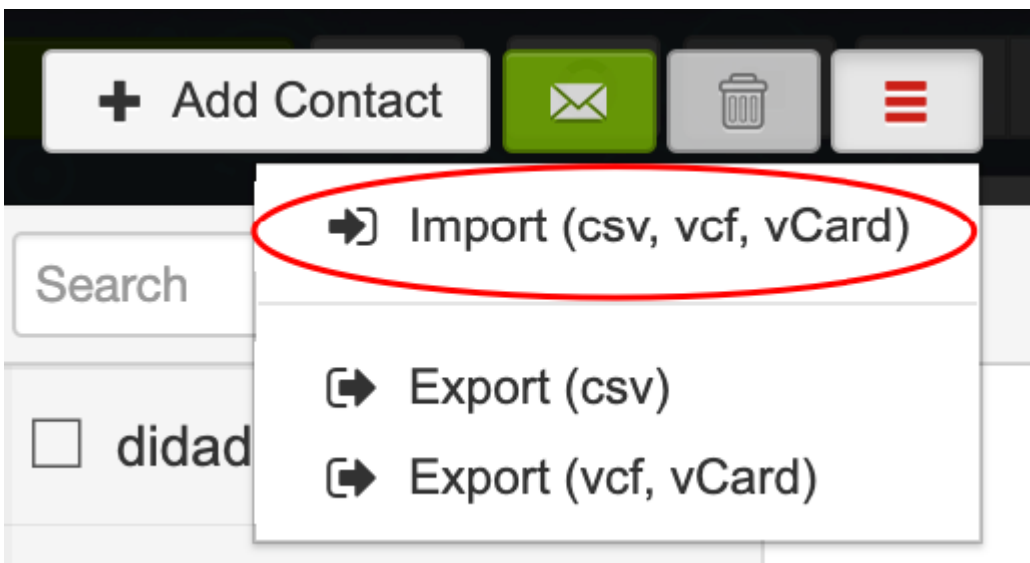 Add Contact
Import (csv, vcf, vCard)
Search
Export (csv)
didad
Export (vcf, vCard)